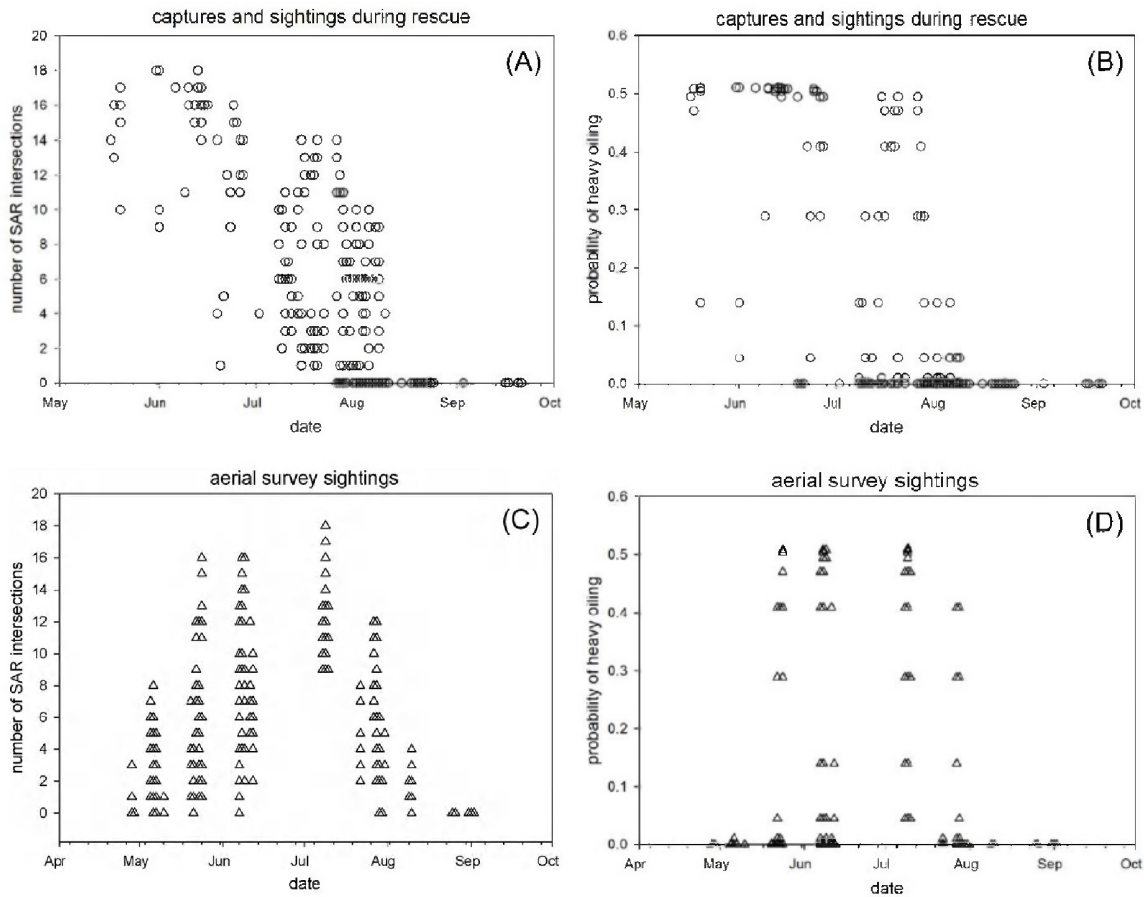 captures and sightings during rescue
(A)
number of SAR intersections
20
18
16
14
12
10
8
6
4
2
0
May Jun Jul Aug Sep Oct
date
captures and sightings during rescue
(B)
probability of heavy oiling
0.6
0.5
0.4
0.3
0.2
0.1
0.0
May Jun Jul Aug Sep Oct
date
aerial survey sightings
(C)
number of SAR intersections
20
18
16
14
12
10
8
6
4
2
0
Apr May Jun Jul Aug Sep Oct
date
aerial survey sightings
(D)
probability of heavy oiling
0.6
0.5
0.4
0.3
0.2
0.1
0.0
Apr May Jun Jul Aug Sep Oct
date